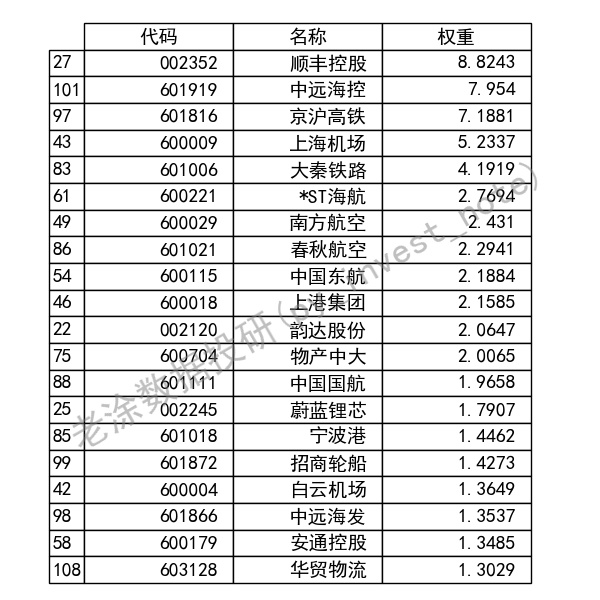 代码 名称 权重
27 002352 顺丰控股 8.8243
101 601919 中远海控 7.954
97 601816 京沪高铁 7.1881
43 600009 上海机场 5.2337
83 601006 大秦铁路 4.1919
61 600221 *ST海航 2.7694
49 600029 南方航空 2.431
86 601021 春秋航空 2.2941
54 600115 中国东航 2.1884
46 600018 上港集团 2.1585
22 002120 韵达股份 2.0647
75 600704 物产中大 2.0065
88 601111 中国国航 1.9658
25 002245 蔚蓝锂芯 1.7907
85 601018 宁波港 1.4462
99 601872 招商轮船 1.4273
42 600004 白云机场 1.3649
98 601866 中远海发 1.3537
58 600179 安通控股 1.3485
108 603128 华贸物流 1.3029